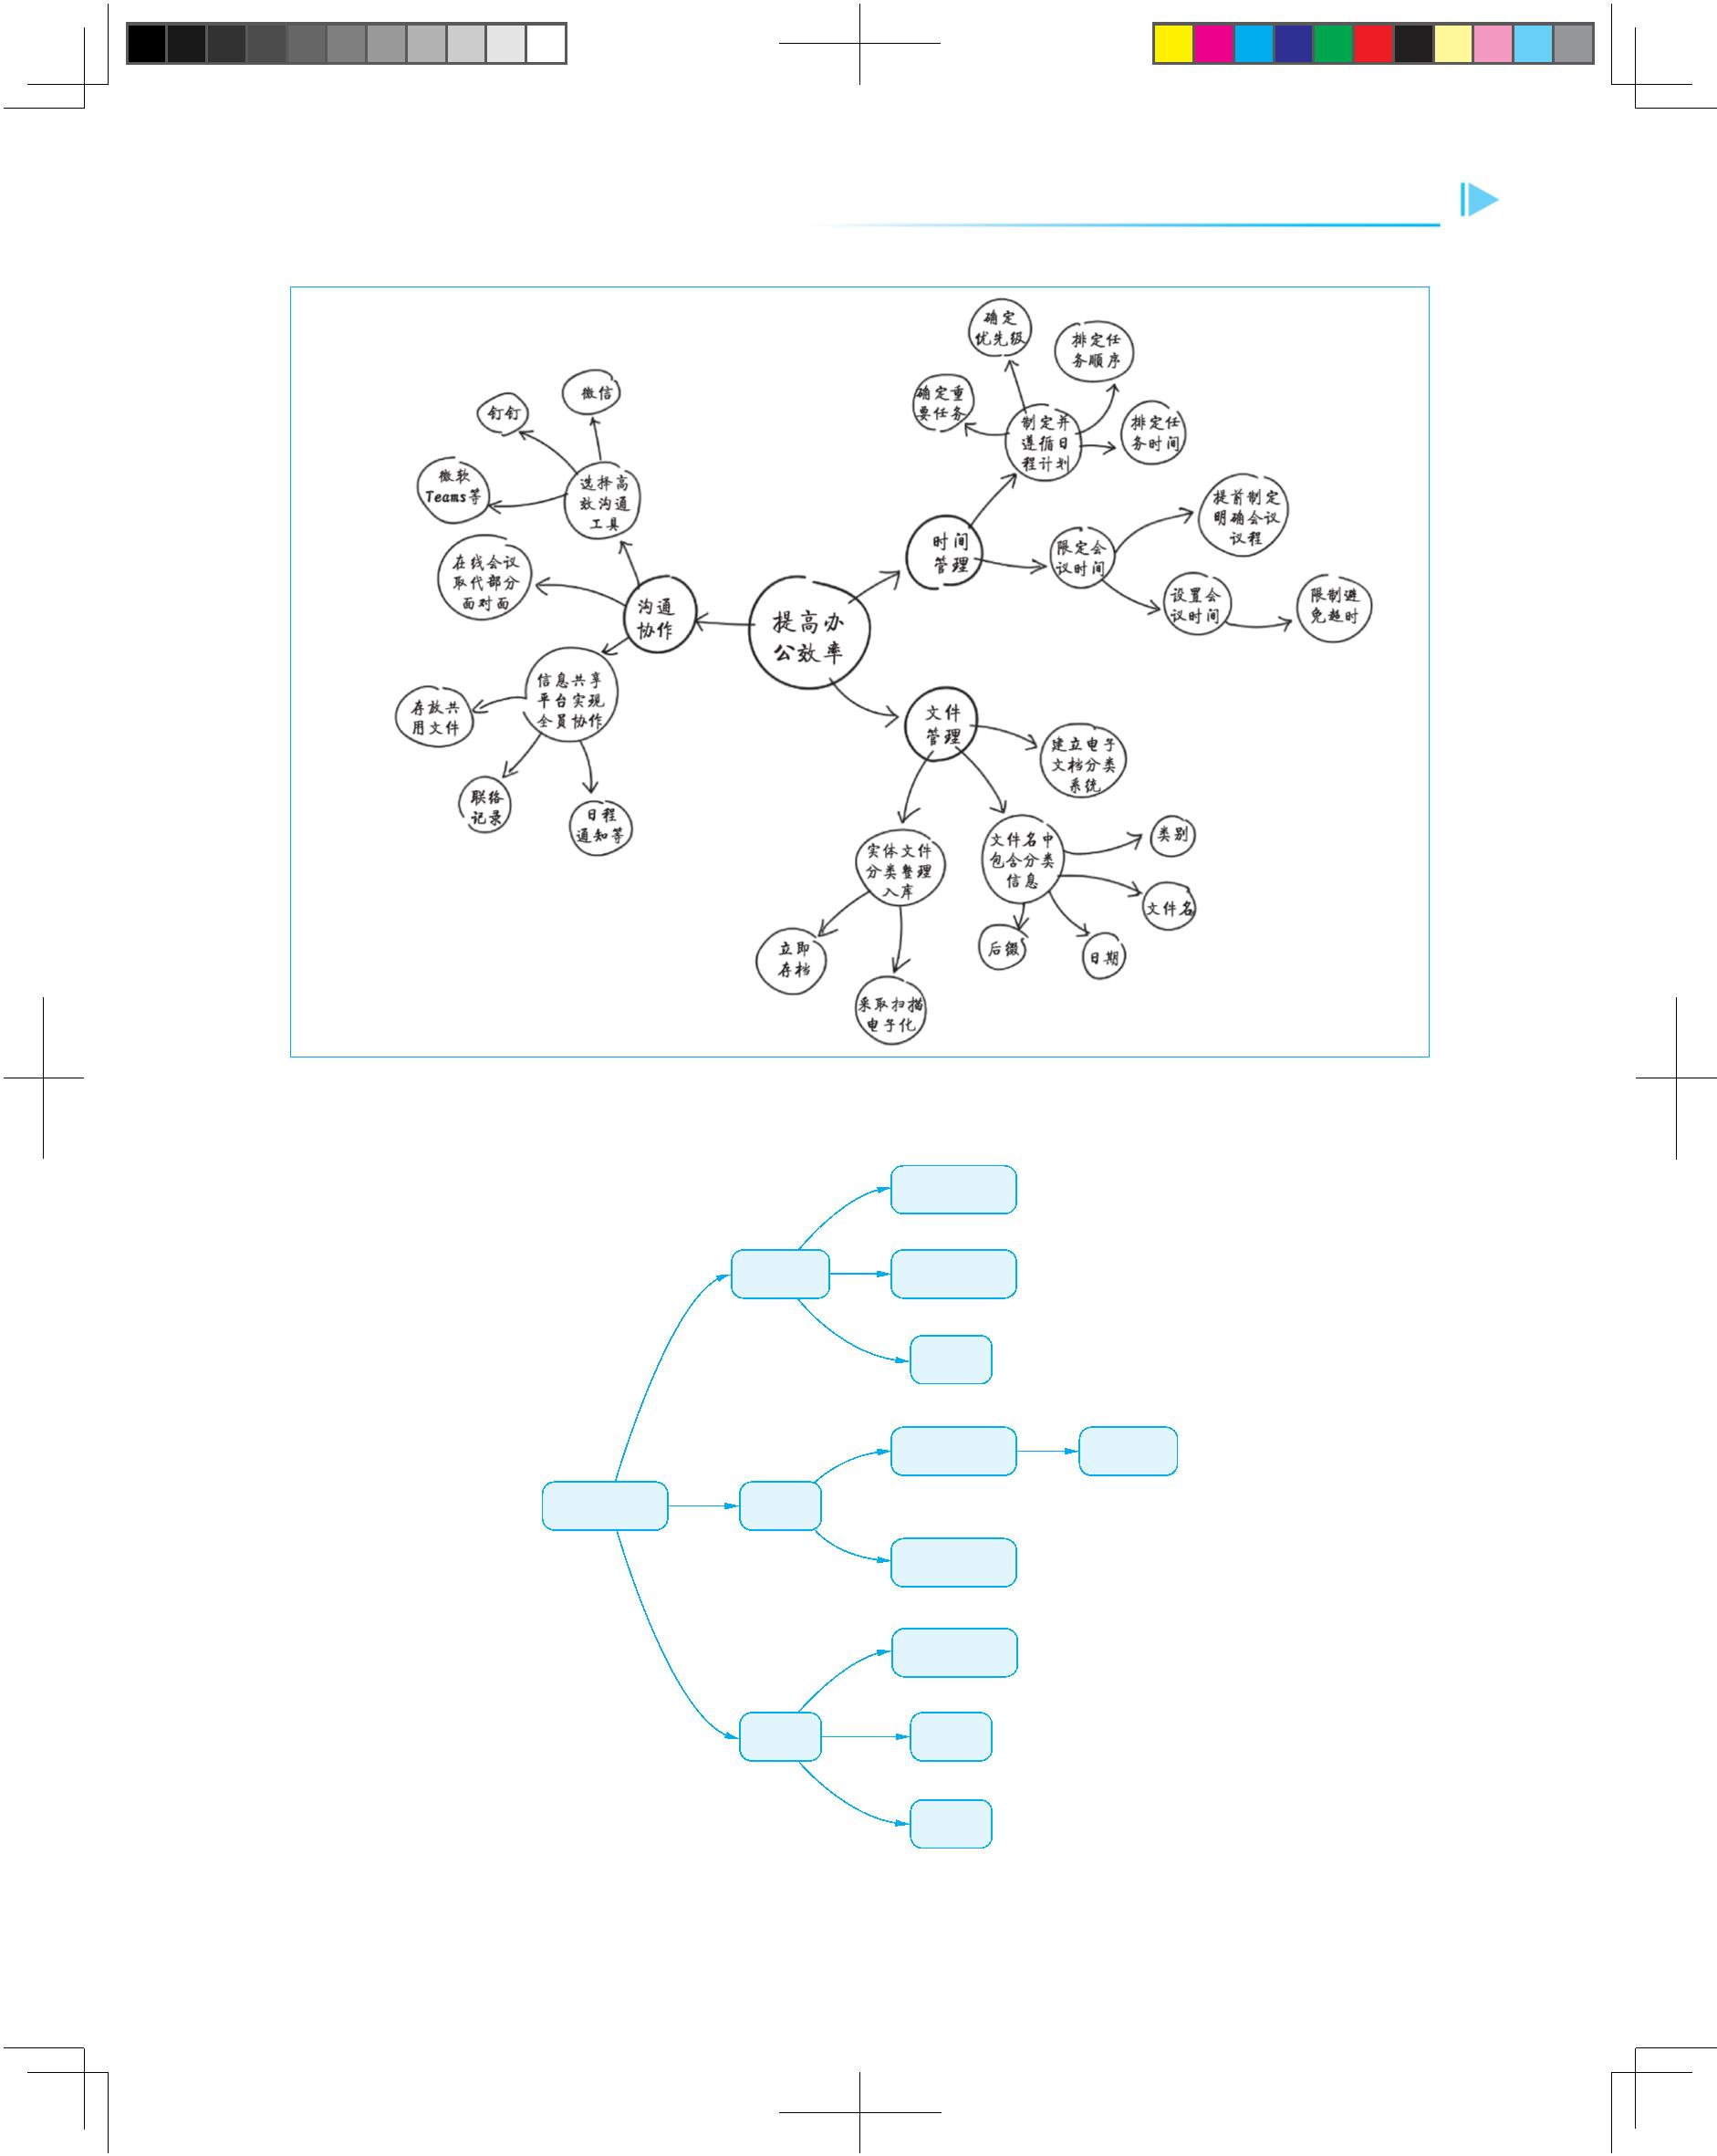 提高办
公效率
沟通
协作
选择高
效沟通
工具
微信
钉钉
微软
Teams等
在线会议
取代部分
面对面
信息共享
平台实现
全员协作
存放共
用文件
联络
记录
日程
通知等
时间
管理
制定并
遵循日
程计划
确定重
要任务
确定
优先级
排定任
务顺序
排定任
务时间
限定会
议时间
提前制定
明确会议
议程
设置会
议时间
限制避
免超时
文件
管理
建立电子
文档分类
系统
文件名中
包含分类
信息
类别
文件名
日期
后缀
实体文件
分类整理
入库
立即
存档
采取扫描
电子化